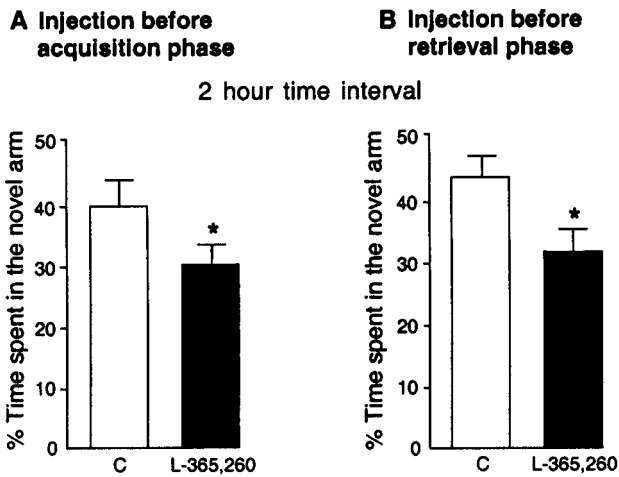 A Injection before
acquisition phase
B Injection before
retrieval phase
2 hour time interval
% Time spent in the novel arm
50
40
30
20
10
0
*
C
L-365,260
% Time spent in the novel arm
50
40
30
20
10
0
*
C
L-365,260